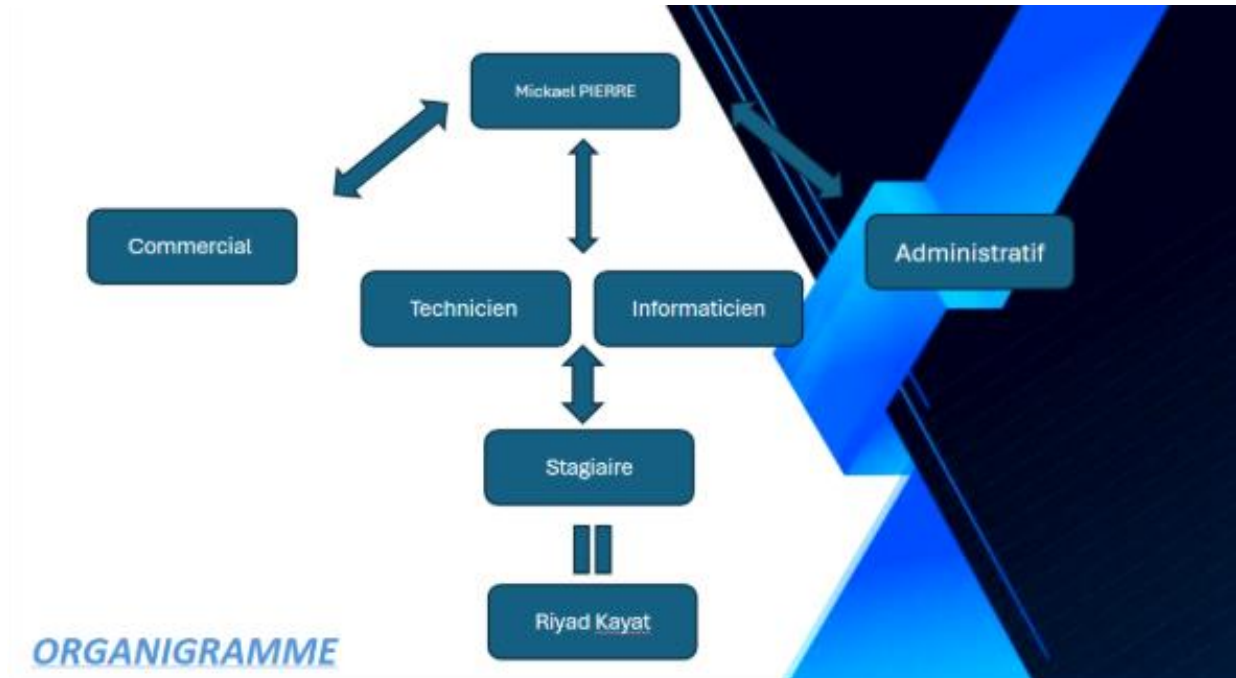 Mickael PIERRE
Commercial
Administratif
Technicien
Informaticien
Stagiaire
Riyad Kayat
ORGANIGRAMME